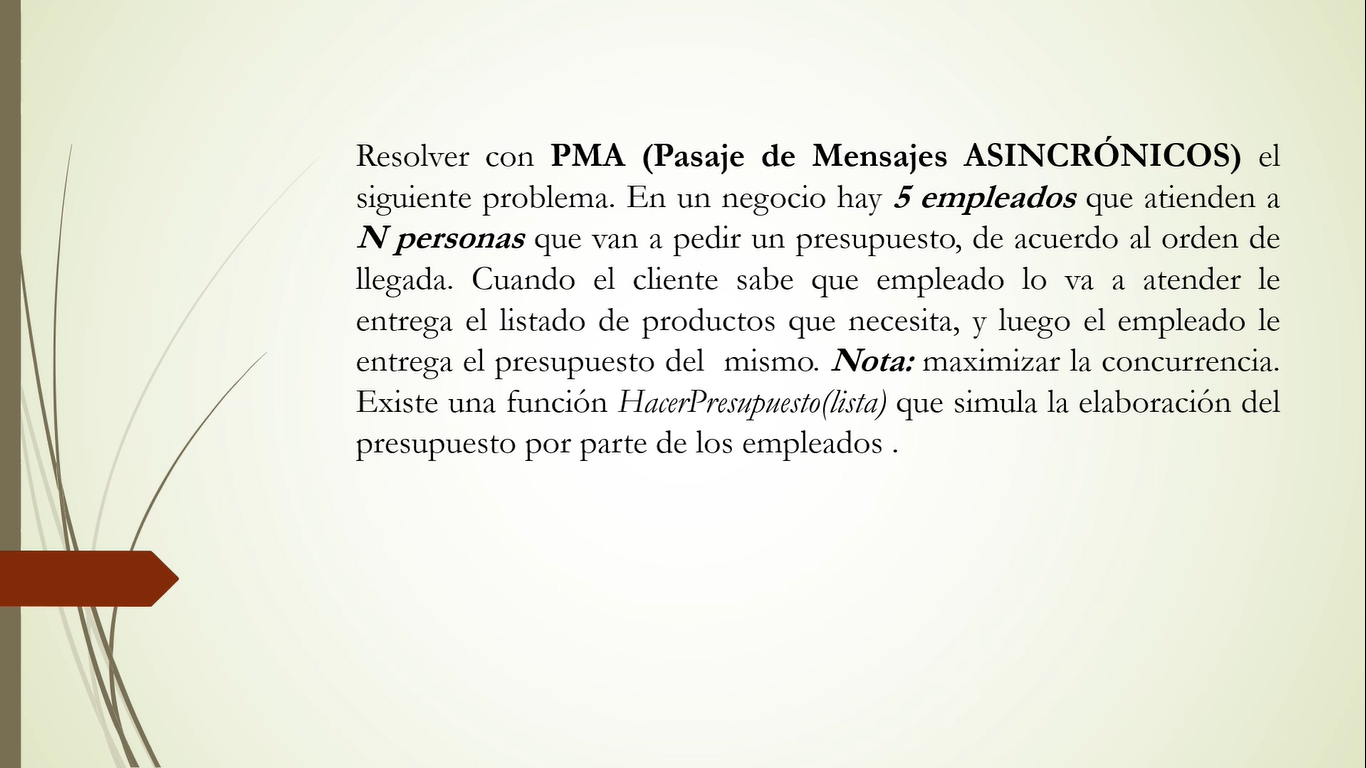 Resolver con PMA (Pasaje de Mensajes ASINCRÓNICOS) el
siguiente problema. En un negocio hay 5 empleados que atienden a
N personas que van a pedir un presupuesto, de acuerdo al orden de
llegada. Cuando el cliente sabe que empleado lo va a atender le
entrega el listado de productos que necesita, y luego el empleado le
entrega el presupuesto del  mismo. Nota: maximizar la concurrencia.
Existe una función HacerPresupuesto(lista) que simula la elaboración del
presupuesto por parte de los empleados .